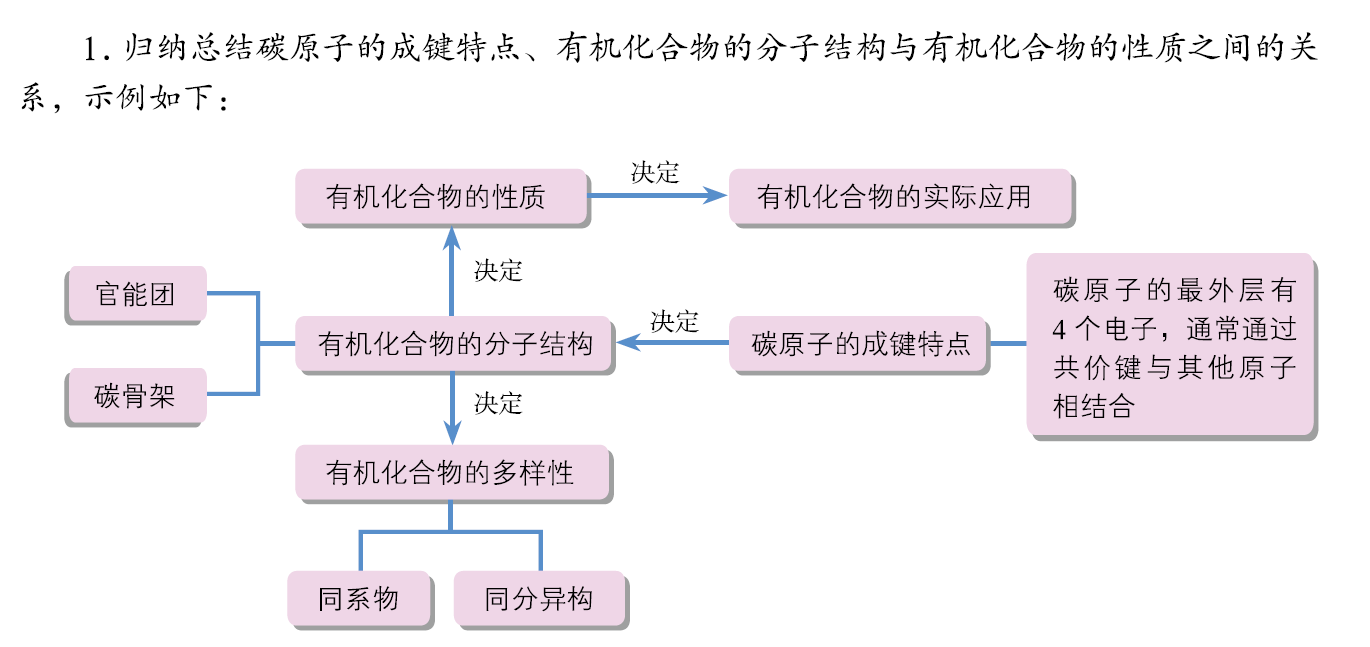 1. 归纳总结碳原子的成键特点、有机化合物的分子结构与有机化合物的性质之间的关
系，示例如下：
有机化合物的性质
决定
有机化合物的实际应用
决定
官能团
碳骨架
有机化合物的分子结构
决定
碳原子的成键特点
碳原子的最外层有
4 个电子，通常通过
共价键与其他原子
相结合
决定
有机化合物的多样性
同系物
同分异构